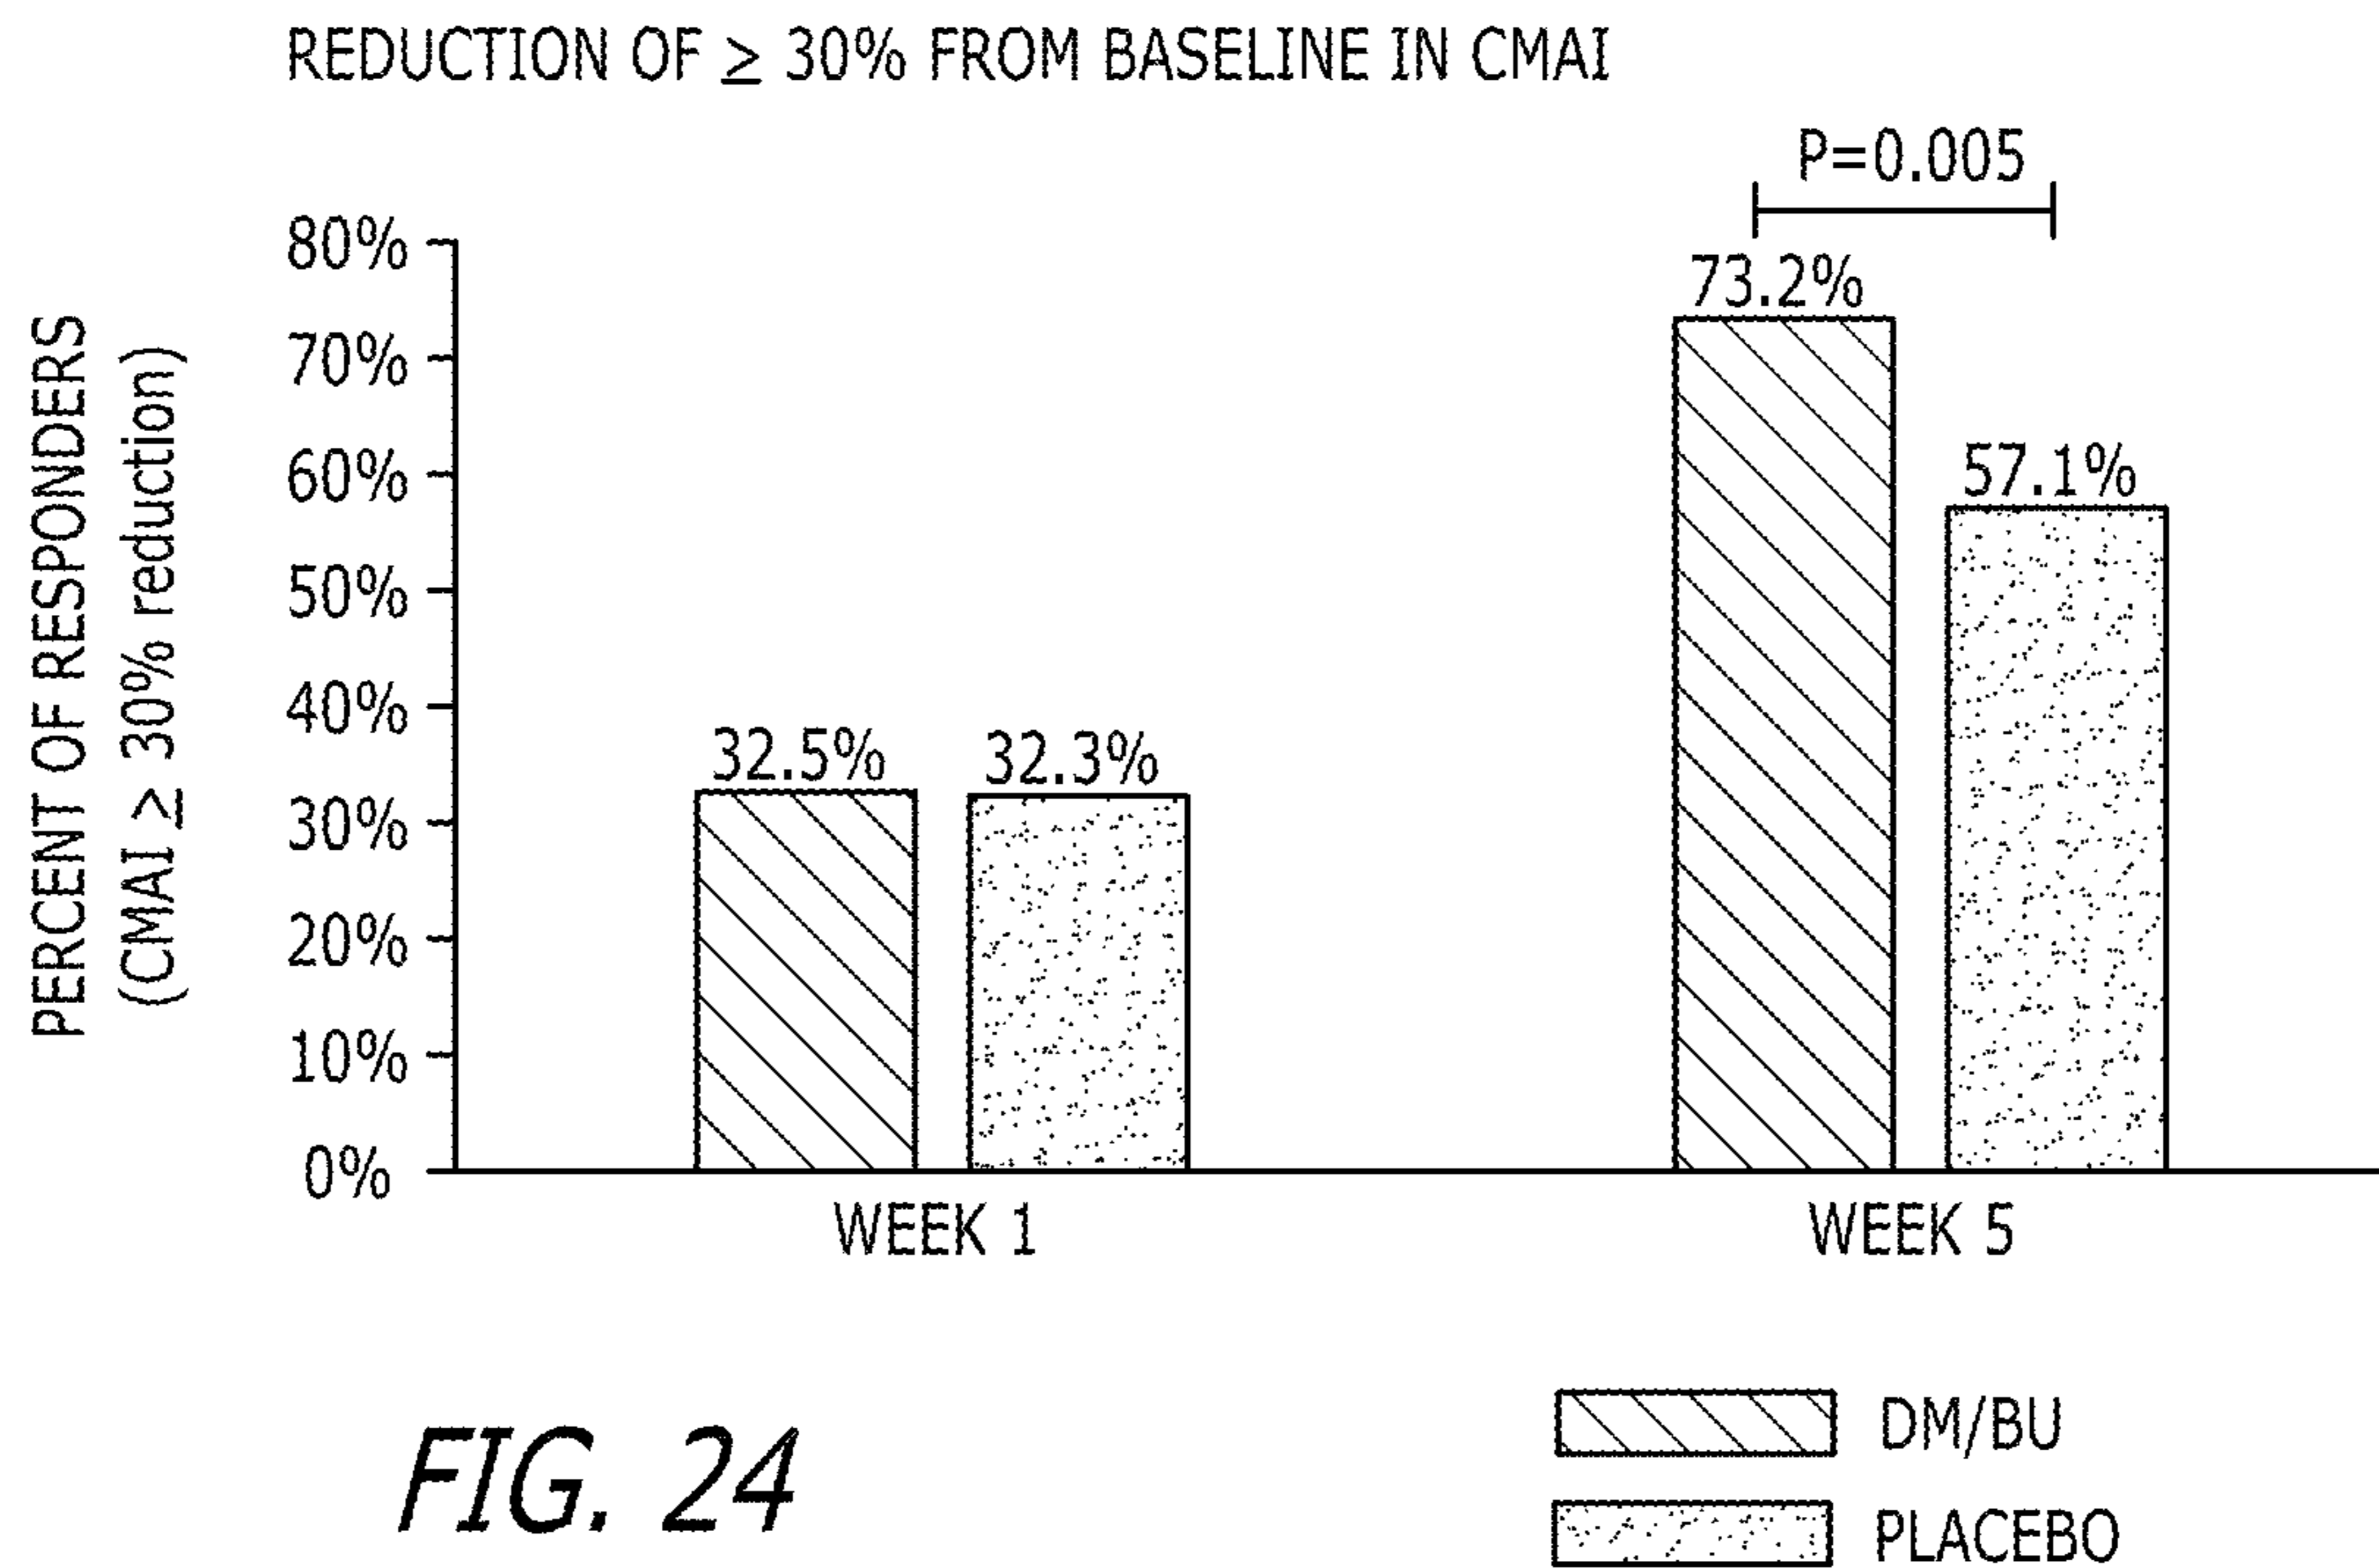 REDUCTION OF ≥ 30% FROM BASELINE IN CMAI
P=0.005
PERCENT OF RESPONDERS
(CMAI ≥ 30% reduction)
80%
70%
60%
50%
40%
30%
20%
10%
0%
32.5%
32.3%
73.2%
57.1%
WEEK 1
WEEK 5
DM/BU
PLACEBO
FIG. 24